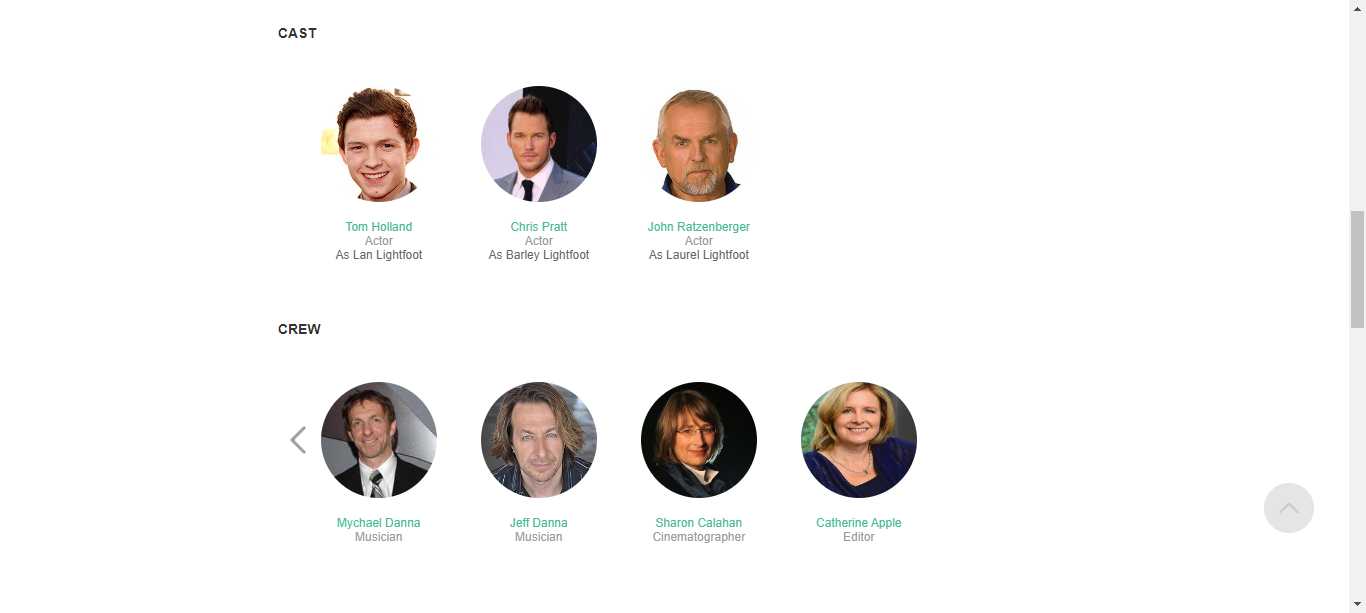 CAST
Tom Holland
Actor
As Lan Lightfoot
Chris Pratt
Actor
As Barley Lightfoot
John Ratzenberger
Actor
As Laurel Lightfoot
CREW
Mychael Danna
Musician
Jeff Danna
Musician
Sharon Calahan
Cinematographer
Catherine Apple
Editor